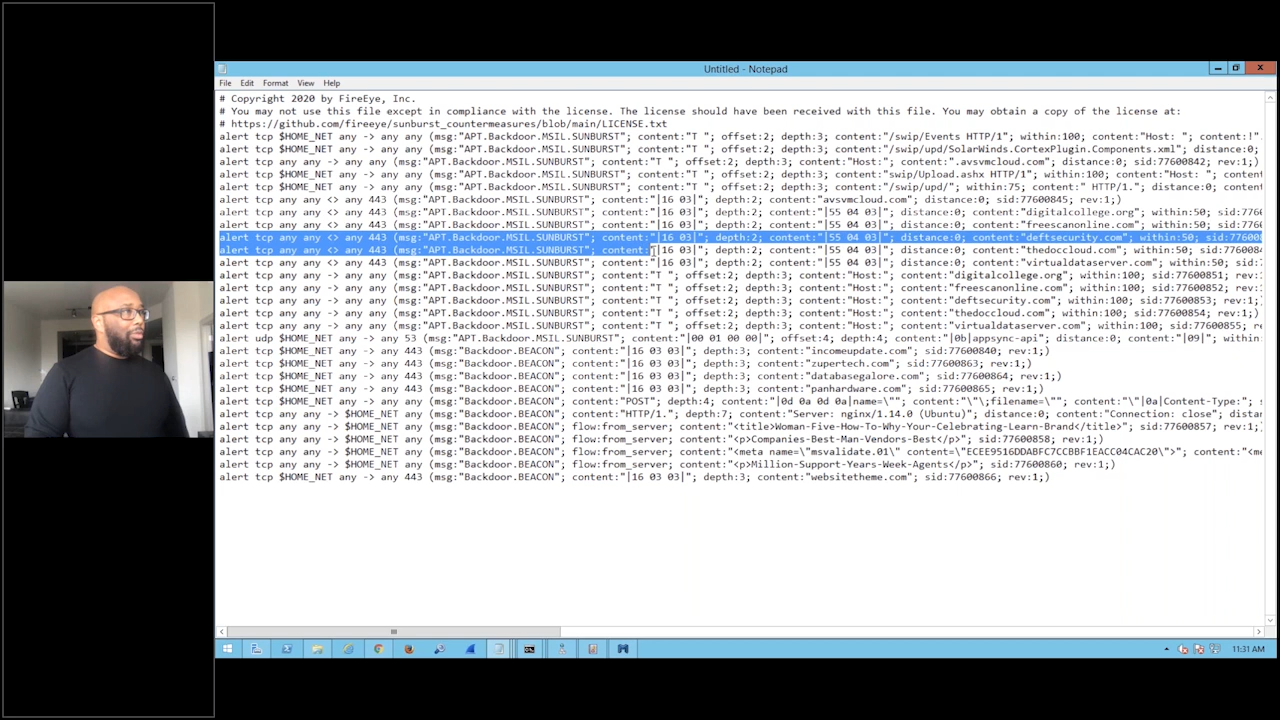 Untitled - Notepad
File Edit Format View Help
# Copyright 2020 by FireEye, Inc.
# You may not use this file except in compliance with the license. The license should have been received with this file. You may obtain a copy of the license at:
# https://github.com/fireeye/sunburst_countermeasures/blob/main/LICENSE.txt
alert tcp $HOME_NET any -> any any (msg:"APT.Backdoor.MSIL.SUNBURST"; content:"T "; offset:2; depth:3; content:"/swip/Events HTTP/1"; within:100; content:"Host: "; content:!"
alert tcp $HOME_NET any -> any any (msg:"APT.Backdoor.MSIL.SUNBURST"; content:"T "; offset:2; depth:3; content:"/swip/upd/SolarWinds.CortexPlugin.Components.xml"; distance:0;
alert tcp any any -> any any (msg:"APT.Backdoor.MSIL.SUNBURST"; content:"T "; offset:2; depth:3; content:"Host:"; content:".avsvmcloud.com"; distance:0; sid:77600842; rev:1;)
alert tcp $HOME_NET any -> any any (msg:"APT.Backdoor.MSIL.SUNBURST"; content:"T "; offset:2; depth:3; content:"swip/Upload.ashx HTTP/1"; within:100; content:"Host: "; content
alert tcp $HOME_NET any -> any any (msg:"APT.Backdoor.MSIL.SUNBURST"; content:"T "; offset:2; depth:3; content:"/swip/upd/"; within:75; content:" HTTP/1."; distance:0; content
alert tcp any any <> any 443 (msg:"APT.Backdoor.MSIL.SUNBURST"; content:"|16 03|"; depth:2; content:"avsvmcloud.com"; distance:0; sid:77600845; rev:1;)
alert tcp any any <> any 443 (msg:"APT.Backdoor.MSIL.SUNBURST"; content:"|16 03|"; depth:2; content:"|55 04 03|"; distance:0; content:"digitalcollege.org"; within:50; sid:776
alert tcp any any <> any 443 (msg:"APT.Backdoor.MSIL.SUNBURST"; content:"|16 03|"; depth:2; content:"|55 04 03|"; distance:0; content:"freescanonline.com"; within:50; sid:776
alert tcp any any <> any 443 (msg:"APT.Backdoor.MSIL.SUNBURST"; content:"|16 03|"; depth:2; content:"|55 04 03|"; distance:0; content:"deftsecurity.com"; within:50; sid:77600
alert tcp any any <> any 443 (msg:"APT.Backdoor.MSIL.SUNBURST"; content:"|16 03|"; depth:2; content:"|55 04 03|"; distance:0; content:"thedoccloud.com"; within:50; sid:776008
alert tcp any any <> any 443 (msg:"APT.Backdoor.MSIL.SUNBURST"; content:"|16 03|"; depth:2; content:"|55 04 03|"; distance:0; content:"virtualdataserver.com"; within:50; sid:7
alert tcp any any -> any any (msg:"APT.Backdoor.MSIL.SUNBURST"; content:"T "; offset:2; depth:3; content:"Host:"; content:"digitalcollege.org"; within:100; sid:77600851; rev:1
alert tcp any any -> any any (msg:"APT.Backdoor.MSIL.SUNBURST"; content:"T "; offset:2; depth:3; content:"Host:"; content:"freescanonline.com"; within:100; sid:77600852; rev:1
alert tcp any any -> any any (msg:"APT.Backdoor.MSIL.SUNBURST"; content:"T "; offset:2; depth:3; content:"Host:"; content:"deftsecurity.com"; within:100; sid:77600853; rev:1;)
alert tcp any any -> any any (msg:"APT.Backdoor.MSIL.SUNBURST"; content:"T "; offset:2; depth:3; content:"Host:"; content:"thedoccloud.com"; within:100; sid:77600854; rev:1;)
alert tcp any any -> any any (msg:"APT.Backdoor.MSIL.SUNBURST"; content:"T "; offset:2; depth:3; content:"Host:"; content:"virtualdataserver.com"; within:100; sid:77600855; re
alert udp any any -> any 53 (msg:"APT.Backdoor.MSIL.SUNBURST"; content:"|00 01 00 00|"; offset:4; depth:4; content:"|0b|appsync-api"; distance:0; content:"|09|"; within:
alert tcp $HOME_NET any -> any 443 (msg:"Backdoor.BEACON"; content:"|16 03 03|"; depth:3; content:"incomeupdate.com"; sid:77600840; rev:1;)
alert tcp $HOME_NET any -> any 443 (msg:"Backdoor.BEACON"; content:"|16 03 03|"; depth:3; content:"zupertech.com"; sid:77600863; rev:1;)
alert tcp $HOME_NET any -> any 443 (msg:"Backdoor.BEACON"; content:"|16 03 03|"; depth:3; content:"databasegalore.com"; sid:77600864; rev:1;)
alert tcp $HOME_NET any -> any 443 (msg:"Backdoor.BEACON"; content:"|16 03 03|"; depth:3; content:"panhardware.com"; sid:77600865; rev:1;)
alert tcp $HOME_NET any -> any any (msg:"Backdoor.BEACON"; content:"POST"; depth:4; content:"|0d 0a 0d 0a|name=\""; content:"\"\;filename=\""; content:"\"|0a|Content-Type:"; s
alert tcp any any -> $HOME_NET any (msg:"Backdoor.BEACON"; content:"HTTP/1."; depth:7; content:"Server: nginx/1.14.0 (Ubuntu)"; distance:0; content:"Connection: close"; distan
alert tcp any any -> $HOME_NET any (msg:"Backdoor.BEACON"; flow:from_server; content:"<title>Woman-Five-How-To-Why-Your-Celebrating-Learn-Brand</title>"; sid:77600857; rev:1;)
alert tcp any any -> $HOME_NET any (msg:"Backdoor.BEACON"; flow:from_server; content:"<p>Companies-Best-Man-Vendors-Best</p>"; sid:77600858; rev:1;)
alert tcp any any -> $HOME_NET any (msg:"Backdoor.BEACON"; flow:from_server; content:"<meta name=\"msvalidate.01\" content=\"ECEE9516DDABFC7CCBBF1EACC04CAC20\">"; content:"<me
alert tcp any any -> $HOME_NET any (msg:"Backdoor.BEACON"; flow:from_server; content:"<p>Million-Support-Years-Week-Agents</p>"; sid:77600860; rev:1;)
alert tcp $HOME_NET any -> any 443 (msg:"Backdoor.BEACON"; content:"|16 03 03|"; depth:3; content:"websitetheme.com"; sid:77600866; rev:1;)
11:31 AM